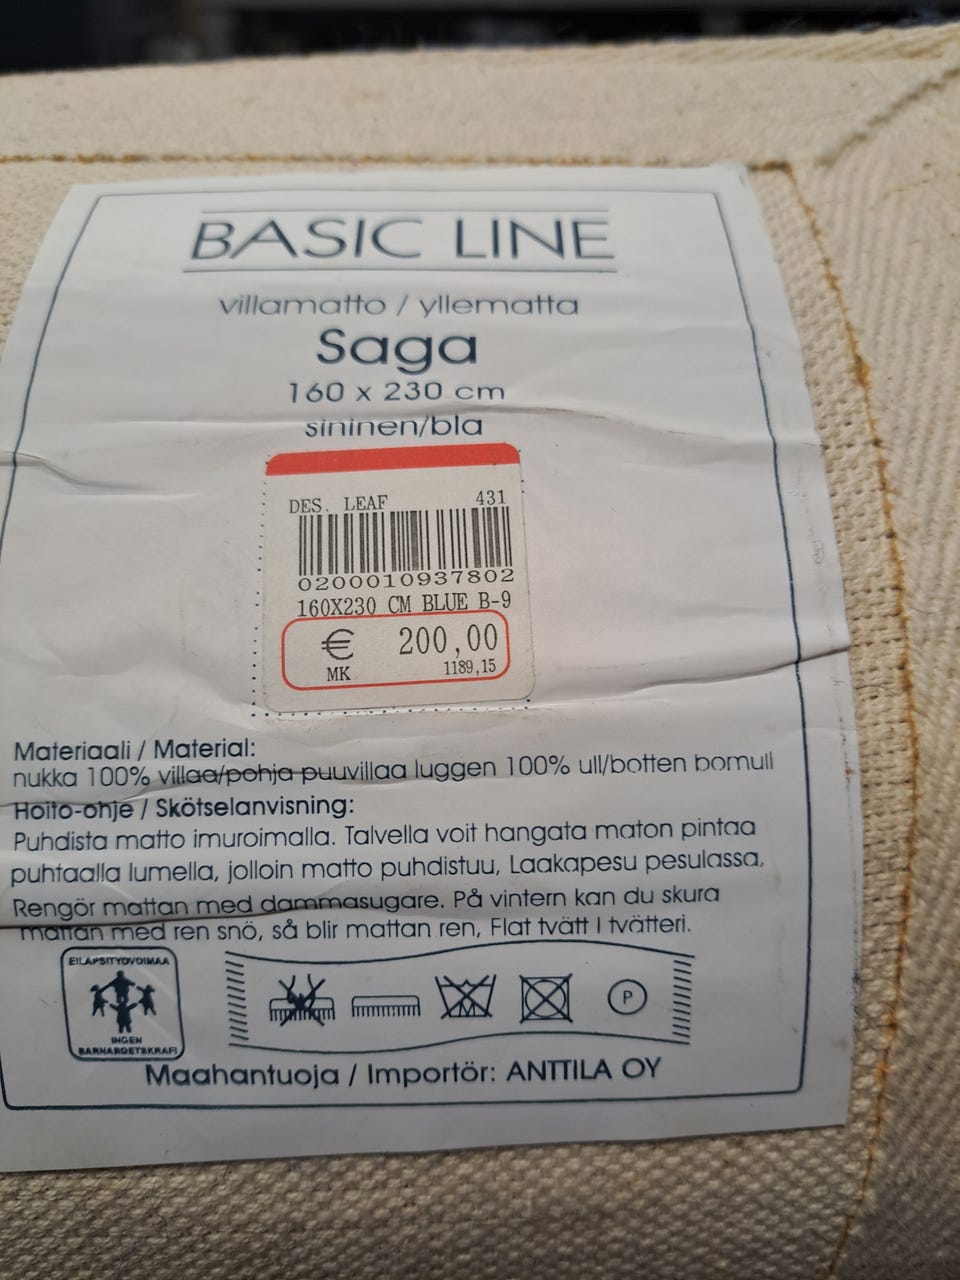 BASIC LINE
villamatto / yllematta
Saga
160 x 230 cm
sininen/bla
DES. LEAF 431
0200010937802
160X230 CM BLUE B-9
€ 200,00
MK 1189,15
Materiaali / Material:
nukka 100% villaa/pohja puuvillaa luggen 100% ull/botten bomull
Hoito-ohje / Skötselanvisning:
Puhdista matto imuroimalla. Talvella voit hangata maton pintaa
puhtaalla lumella, jolloin matto puhdistuu, Laakapesu pesulassa.
Rengör mattan med dammasugare. På vintern kan du skura
mattan med ren snö, så blir mattan ren, Flat tvätt I tvätteri.
EI LAPSITYÖVOIMAA
INGEN
BARNARBETSKRAFT
P
Maahantuoja / Importör: ANTTILA OY